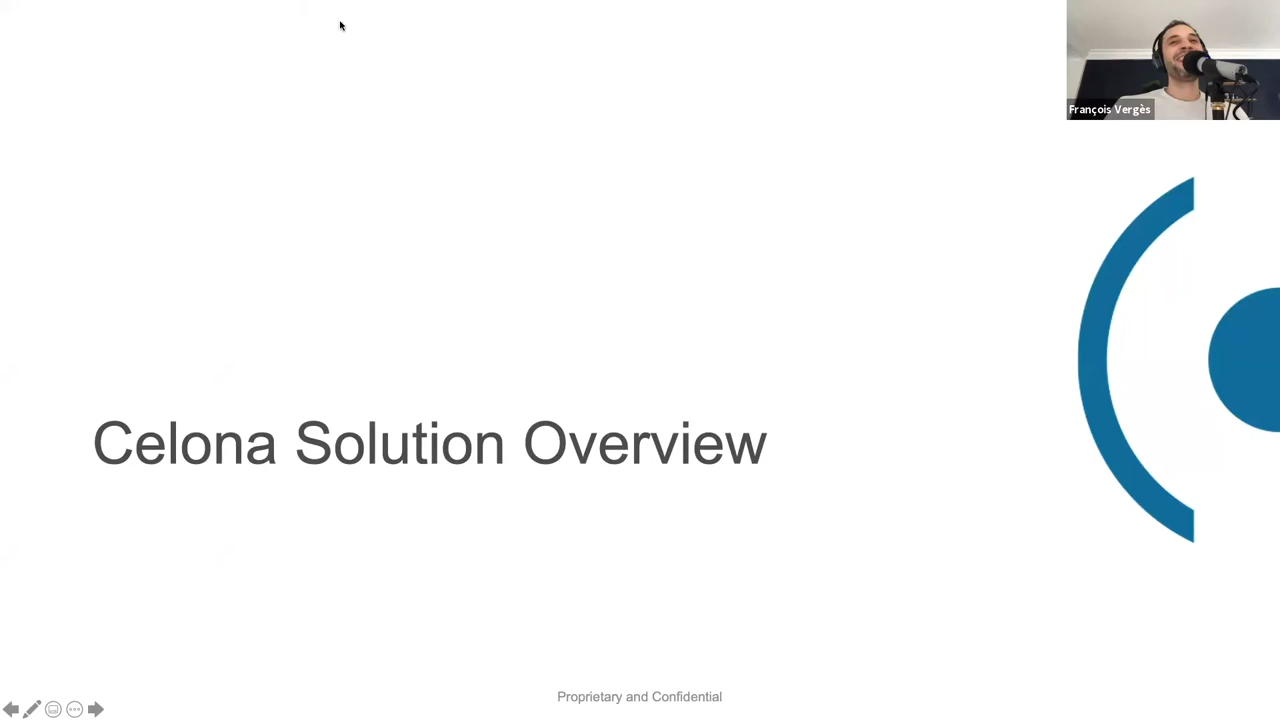 François Vergès
Celona Solution Overview
Proprietary and Confidential